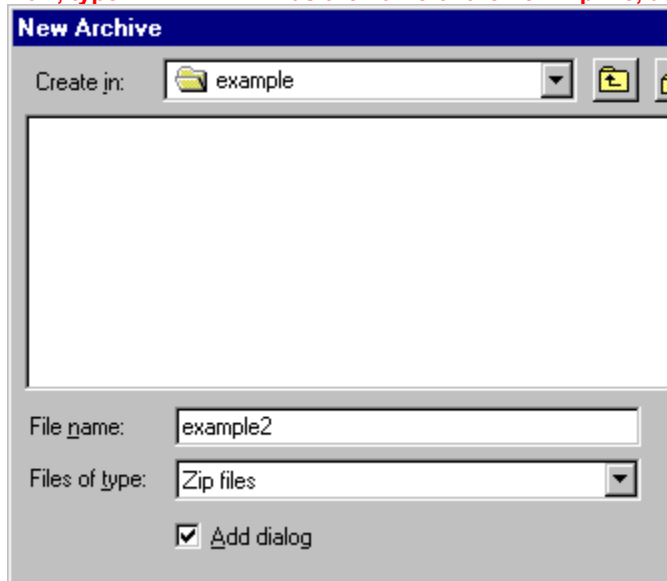 New Archive
Create in: example
File name: example2
Files of type: Zip files
Add dialog